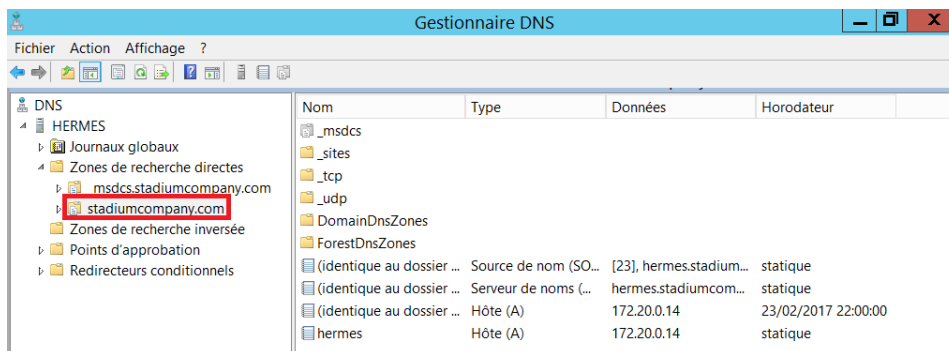 Gestionnaire DNS
Fichier Action Affichage ?
DNS
HERMES
Journaux globaux
Zones de recherche directes
_msdcs.stadiumcompany.com
stadiumcompany.com
Zones de recherche inversée
Points d'approbation
Redirecteurs conditionnels
Nom Type Données Horodateur
_msdcs
_sites
_tcp
_udp
DomainDnsZones
ForestDnsZones
(identique au dossier ... Source de nom (SO... [23], hermes.stadium... statique
(identique au dossier ... Serveur de noms (... hermes.stadiumcom... statique
(identique au dossier ... Hôte (A) 172.20.0.14 23/02/2017 22:00:00
hermes Hôte (A) 172.20.0.14 statique